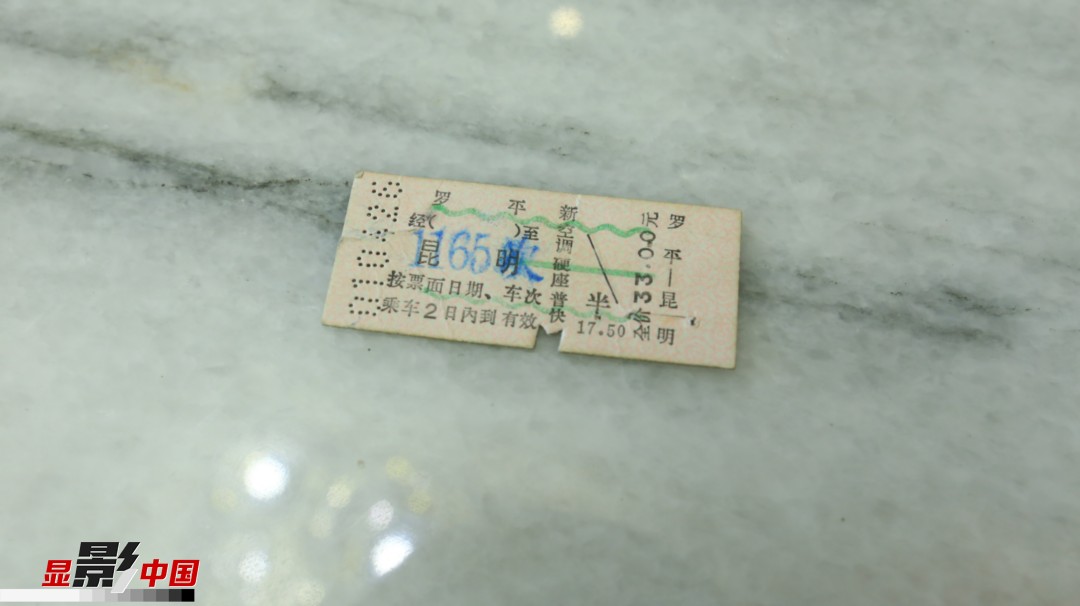 010426
罗 平
经( )至
昆 明
1165次
按票面日期、车次
乘车2日内到有效
新空调硬座普快
半
17.50
全价33.00元
罗平—昆明
显影中国